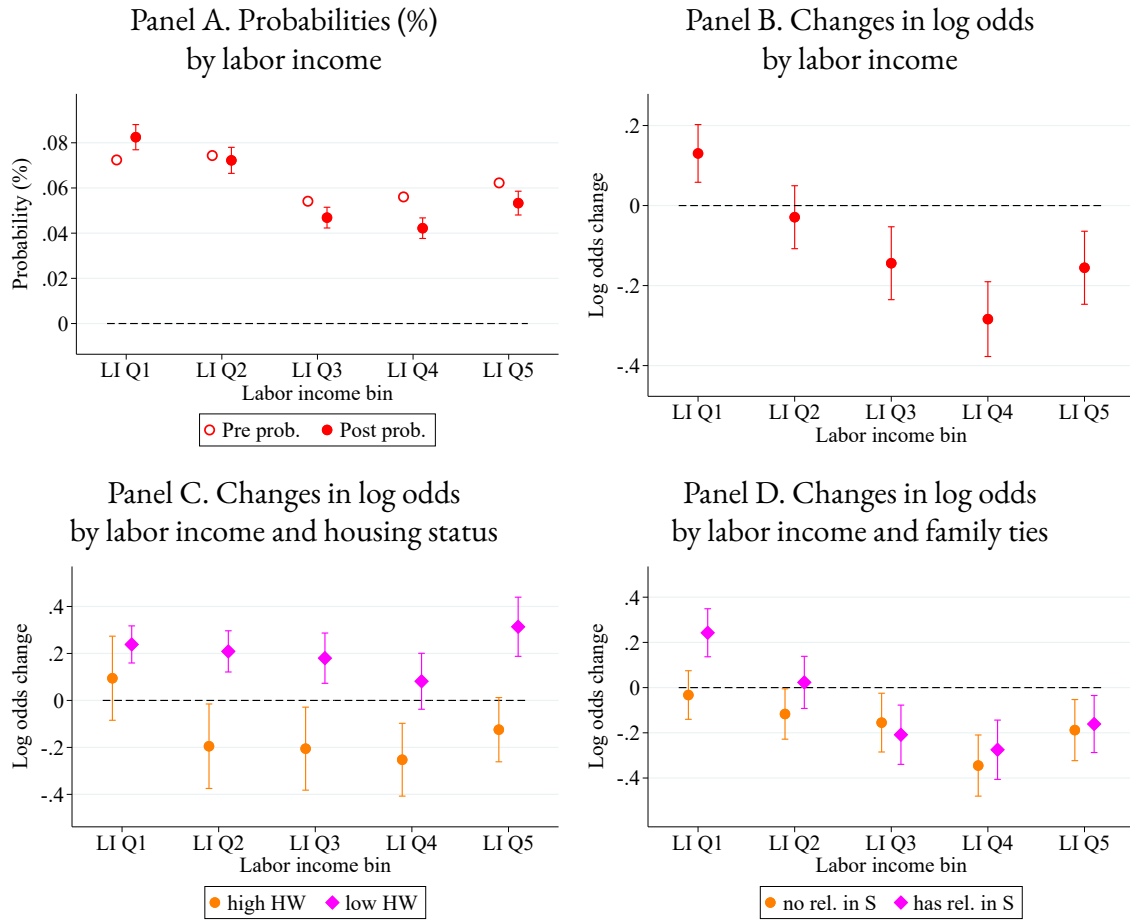 Panel A. Probabilities (%)
by labor income
Probability (%)
.08
.06
.04
.02
0
LI Q1 LI Q2 LI Q3 LI Q4 LI Q5
Labor income bin
Pre prob. Post prob.
Panel B. Changes in log odds
by labor income
Log odds change
.2
0
-.2
-.4
LI Q1 LI Q2 LI Q3 LI Q4 LI Q5
Labor income bin
Panel C. Changes in log odds
by labor income and housing status
Log odds change
.4
.2
0
-.2
-.4
LI Q1 LI Q2 LI Q3 LI Q4 LI Q5
Labor income bin
high HW low HW
Panel D. Changes in log odds
by labor income and family ties
Log odds change
.4
.2
0
-.2
-.4
LI Q1 LI Q2 LI Q3 LI Q4 LI Q5
Labor income bin
no rel. in S has rel. in S